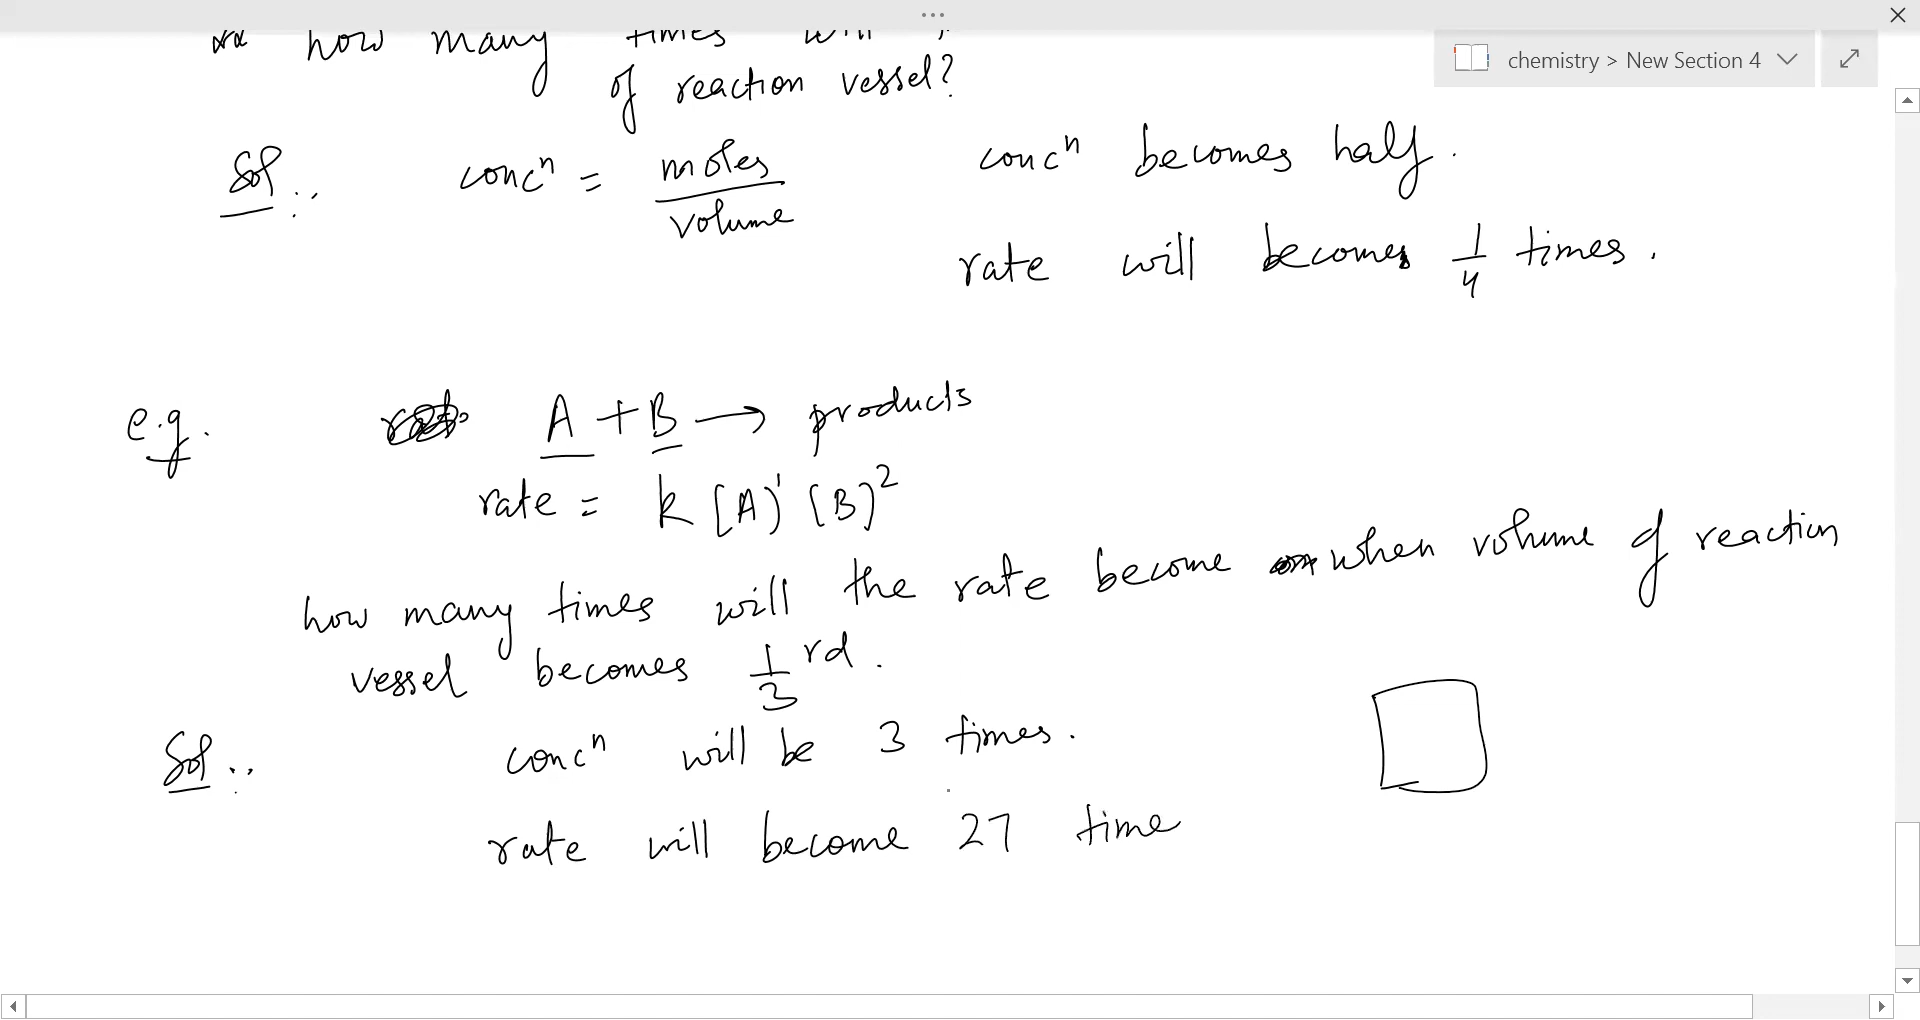 how many times will
of reaction vessel?
chemistry > New Section 4
Sol:. concⁿ = moles / volume
concⁿ becomes half.
rate will becomes 1/4 times.
e.g. A + B → products
rate = k [A]¹ [B]²
how many times will the rate become when volume of reaction
vessel becomes 1/3 rd.
Sol:. concⁿ will be 3 times.
rate will become 27 time